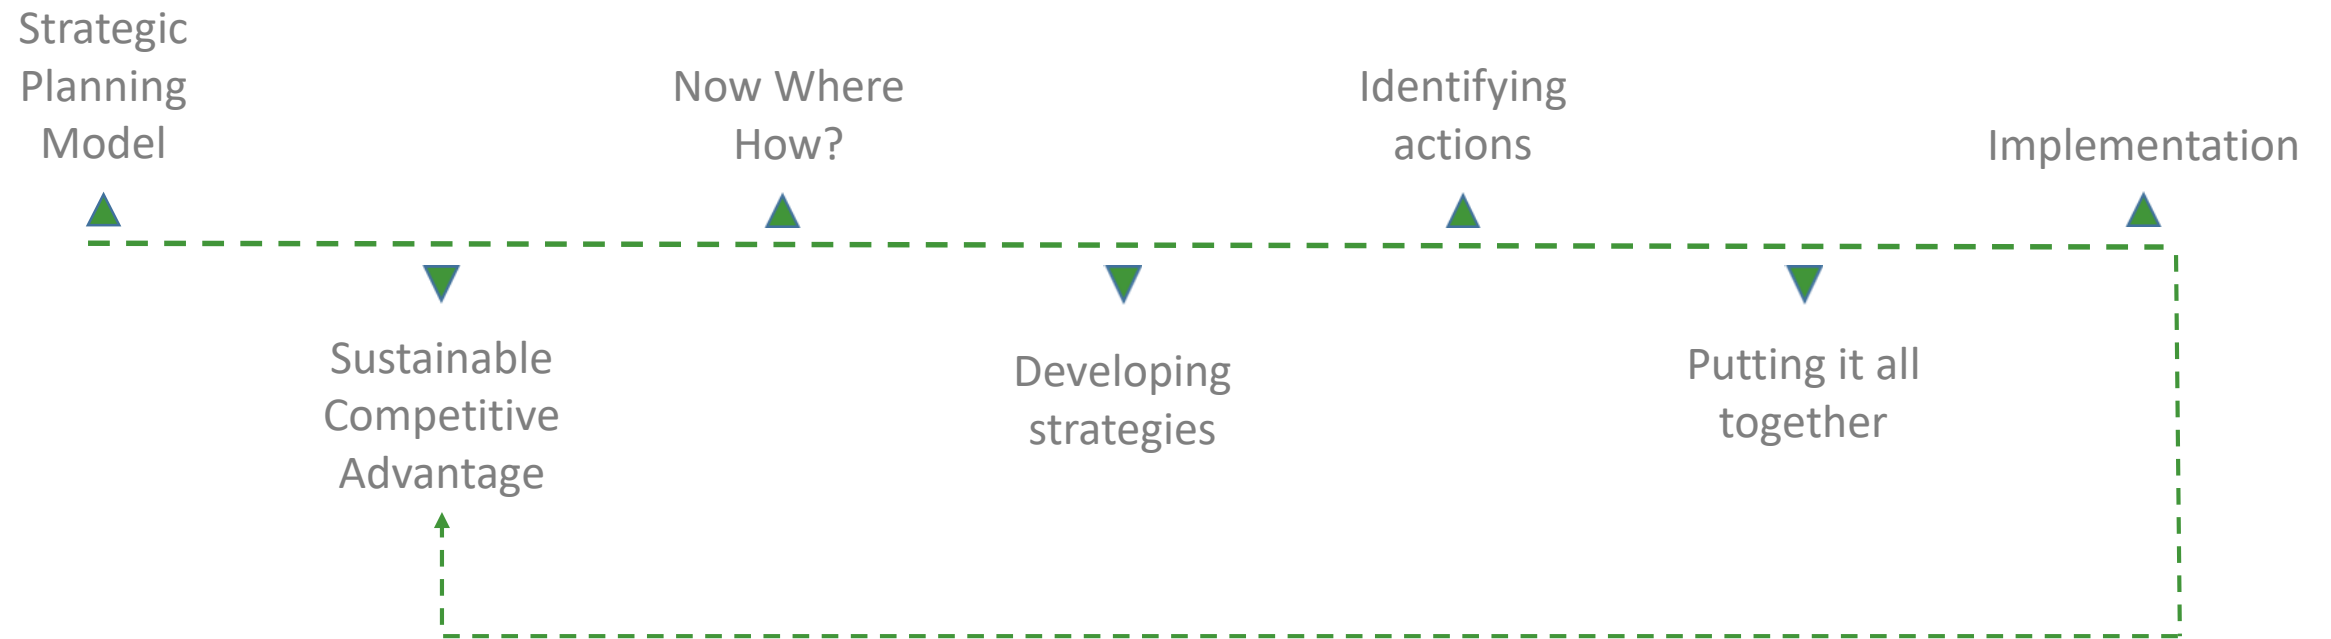 Strategic
Planning
Model
Now Where
How?
Identifying
actions
Implementation
Sustainable
Competitive
Advantage
Developing
strategies
Putting it all
together